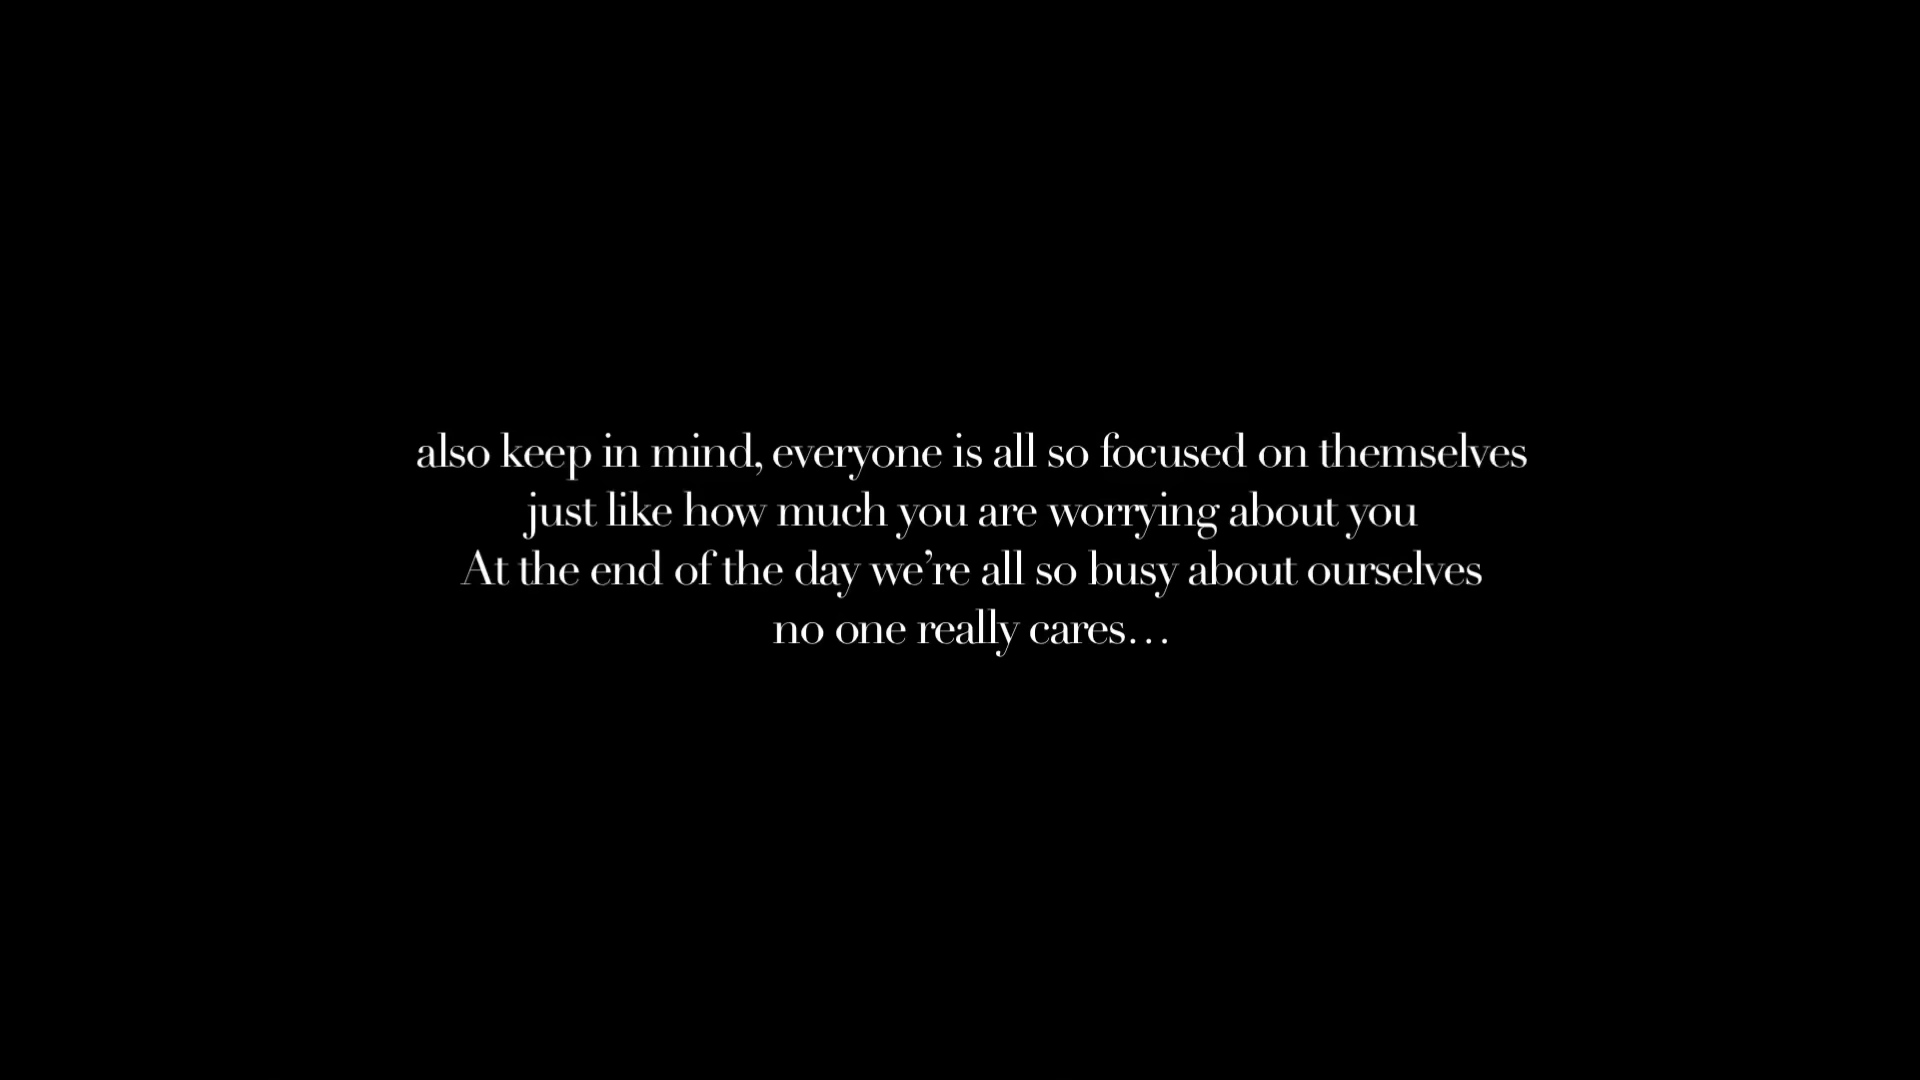 also keep in mind, everyone is all so focused on themselves
just like how much you are worrying about you
At the end of the day we’re all so busy about ourselves
no one really cares…